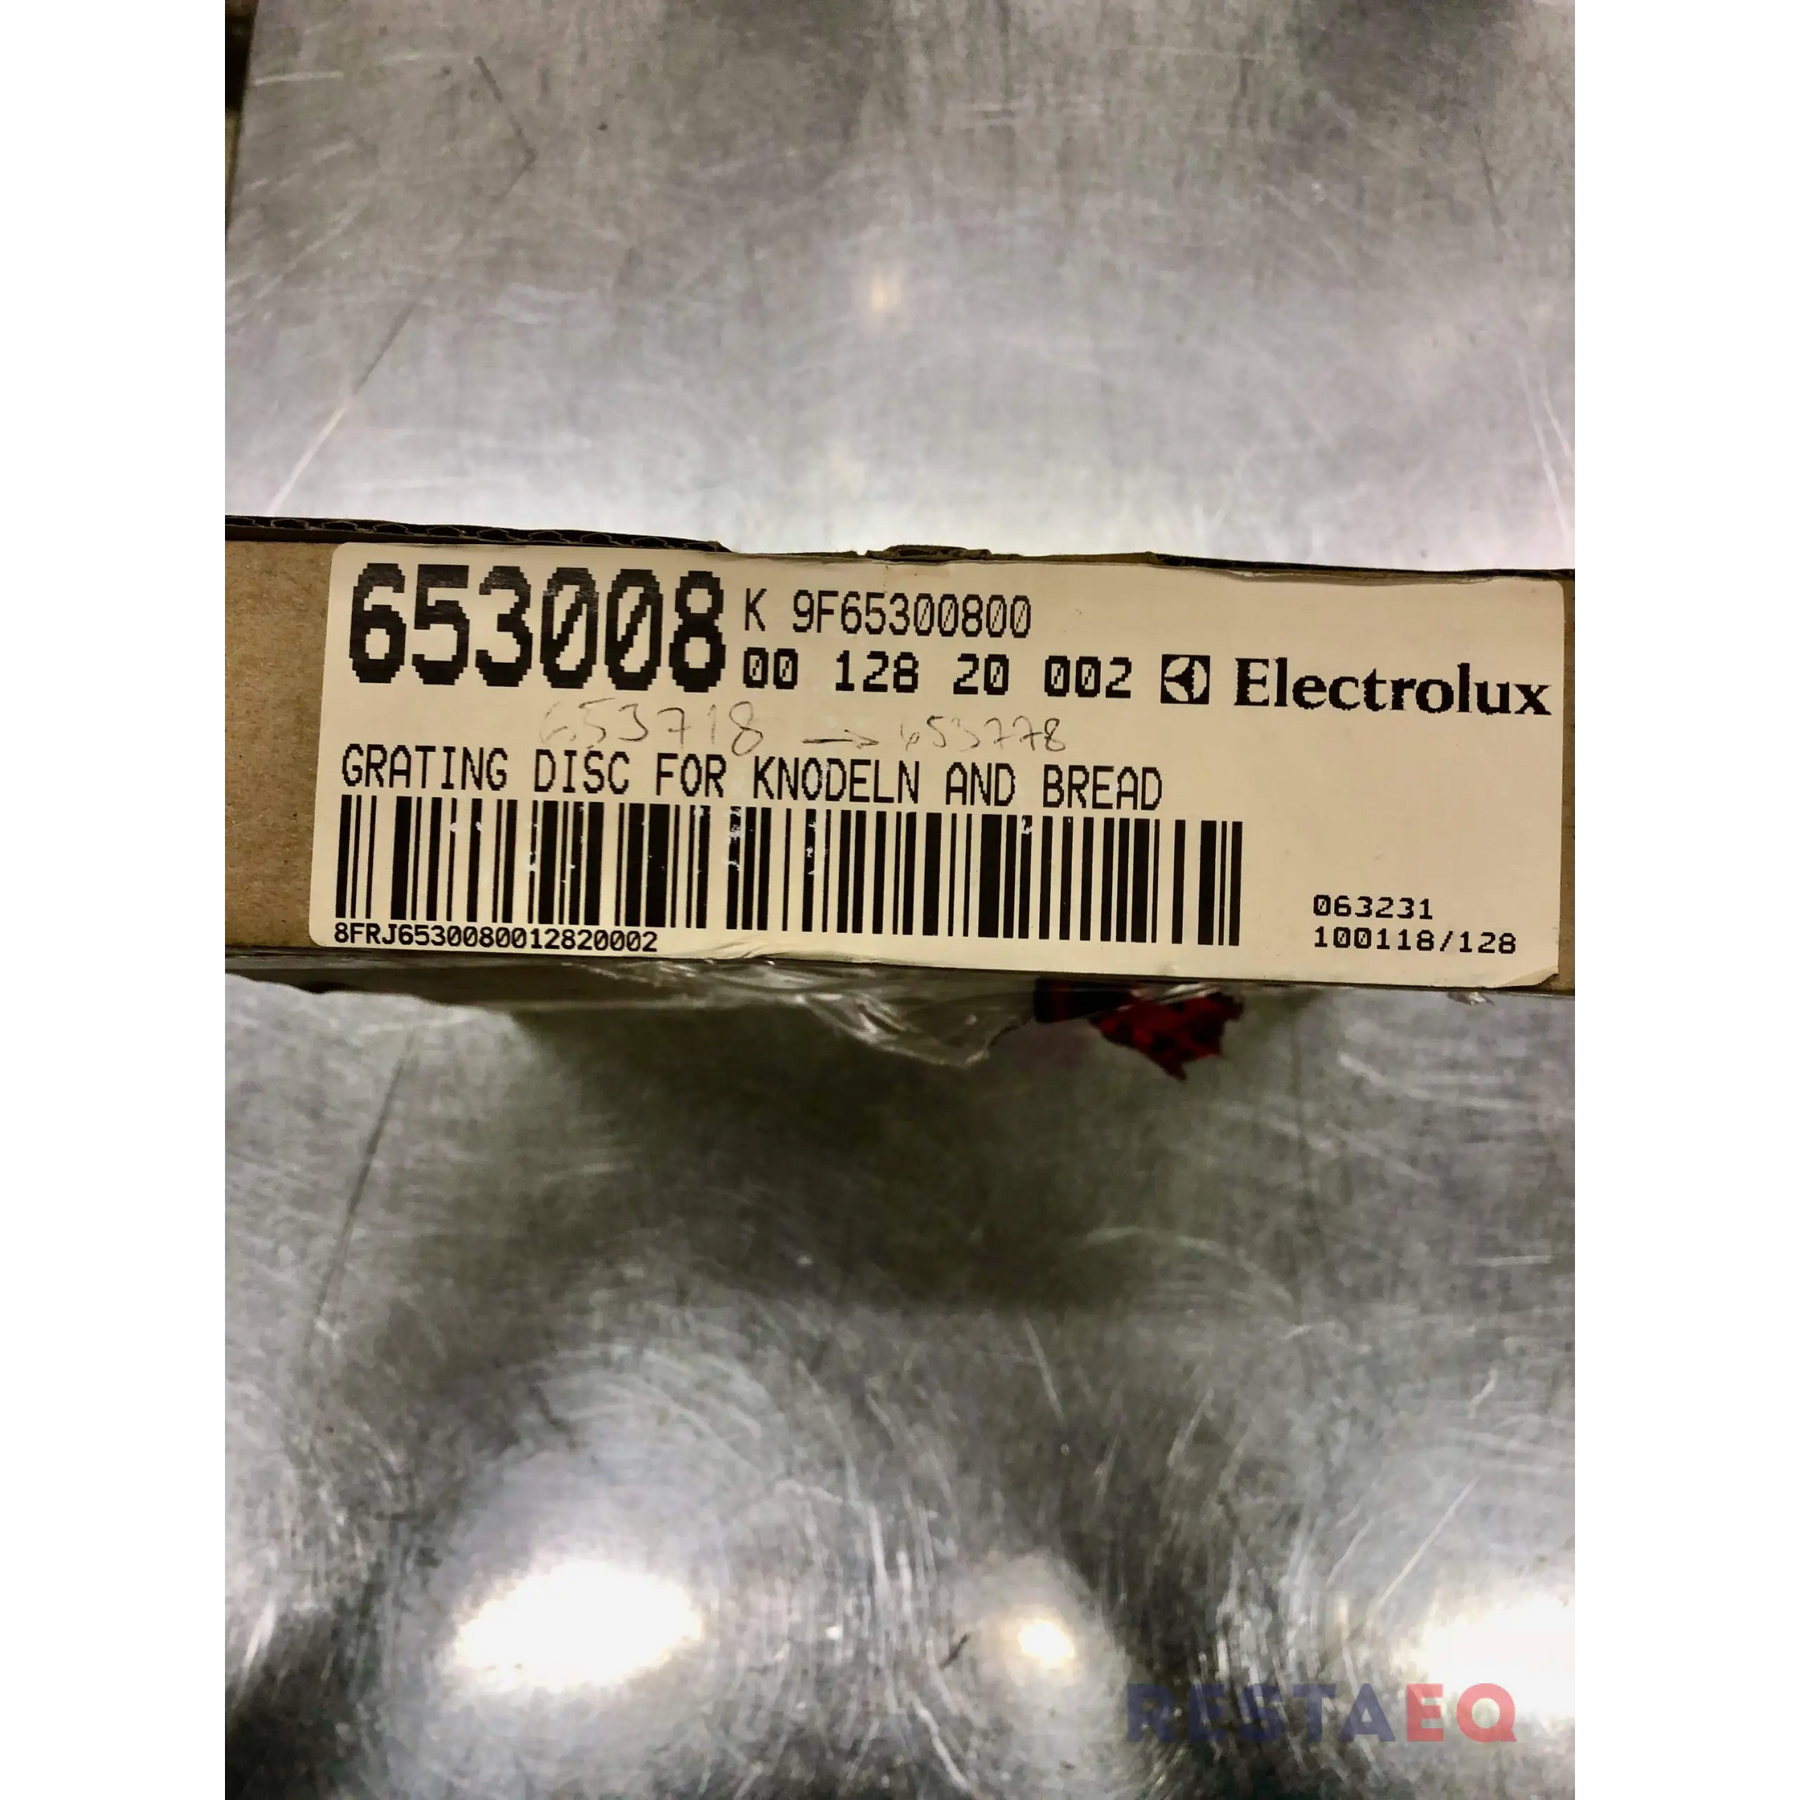 653008
K 9F65300800
00 128 20 002 Electrolux
653718 → 653778
GRATING DISC FOR KNODELN AND BREAD
8FRJ6530080012820002
063231
100118/128
RESTAEQ